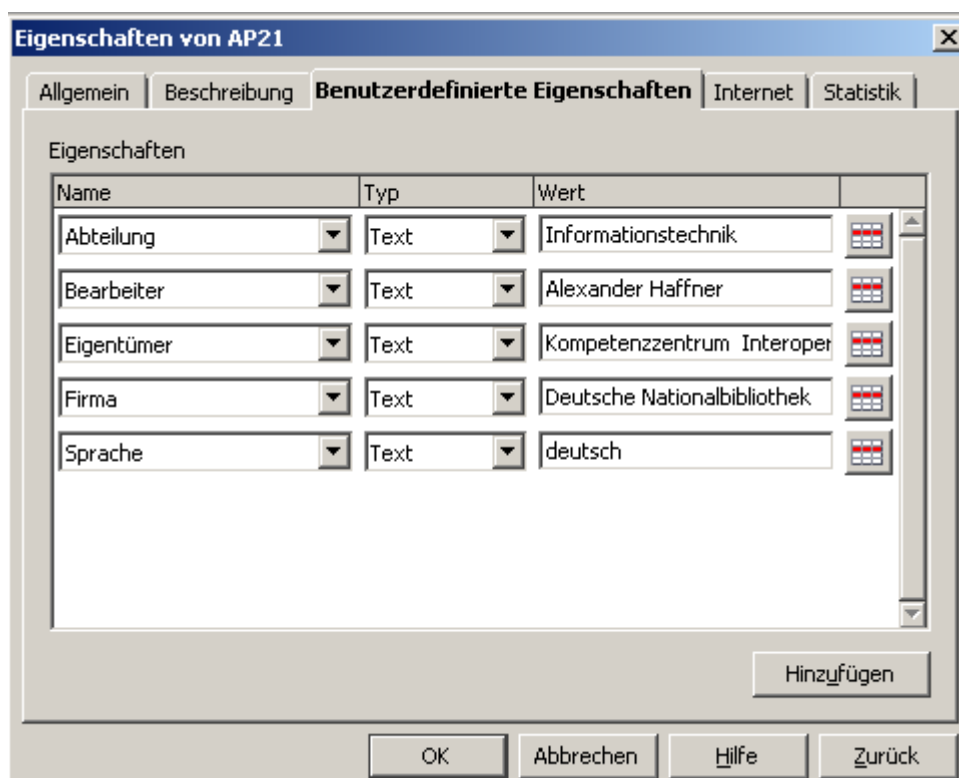 Eigenschaften von AP21
Allgemein Beschreibung Benutzerdefinierte Eigenschaften Internet Statistik
Eigenschaften
Name Typ Wert
Abteilung Text Informationstechnik
Bearbeiter Text Alexander Haffner
Eigentümer Text Kompetenzzentrum Interoper
Firma Text Deutsche Nationalbibliothek
Sprache Text deutsch
Hinzufügen
OK Abbrechen Hilfe Zurück